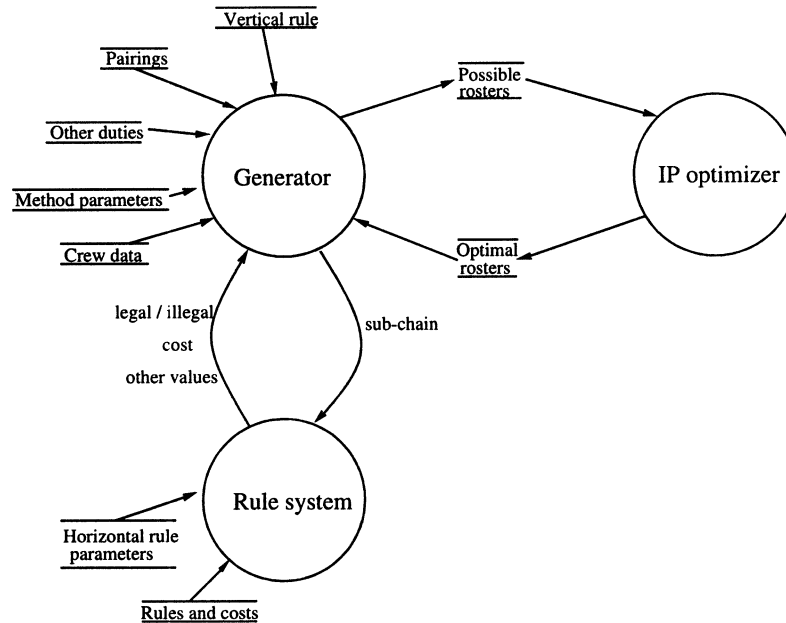 Vertical rule
Pairings
Possible
rosters
Other duties
Generator
IP optimizer
Method parameters
Crew data
Optimal
rosters
legal / illegal
cost
other values
sub-chain
Rule system
Horizontal rule
parameters
Rules and costs